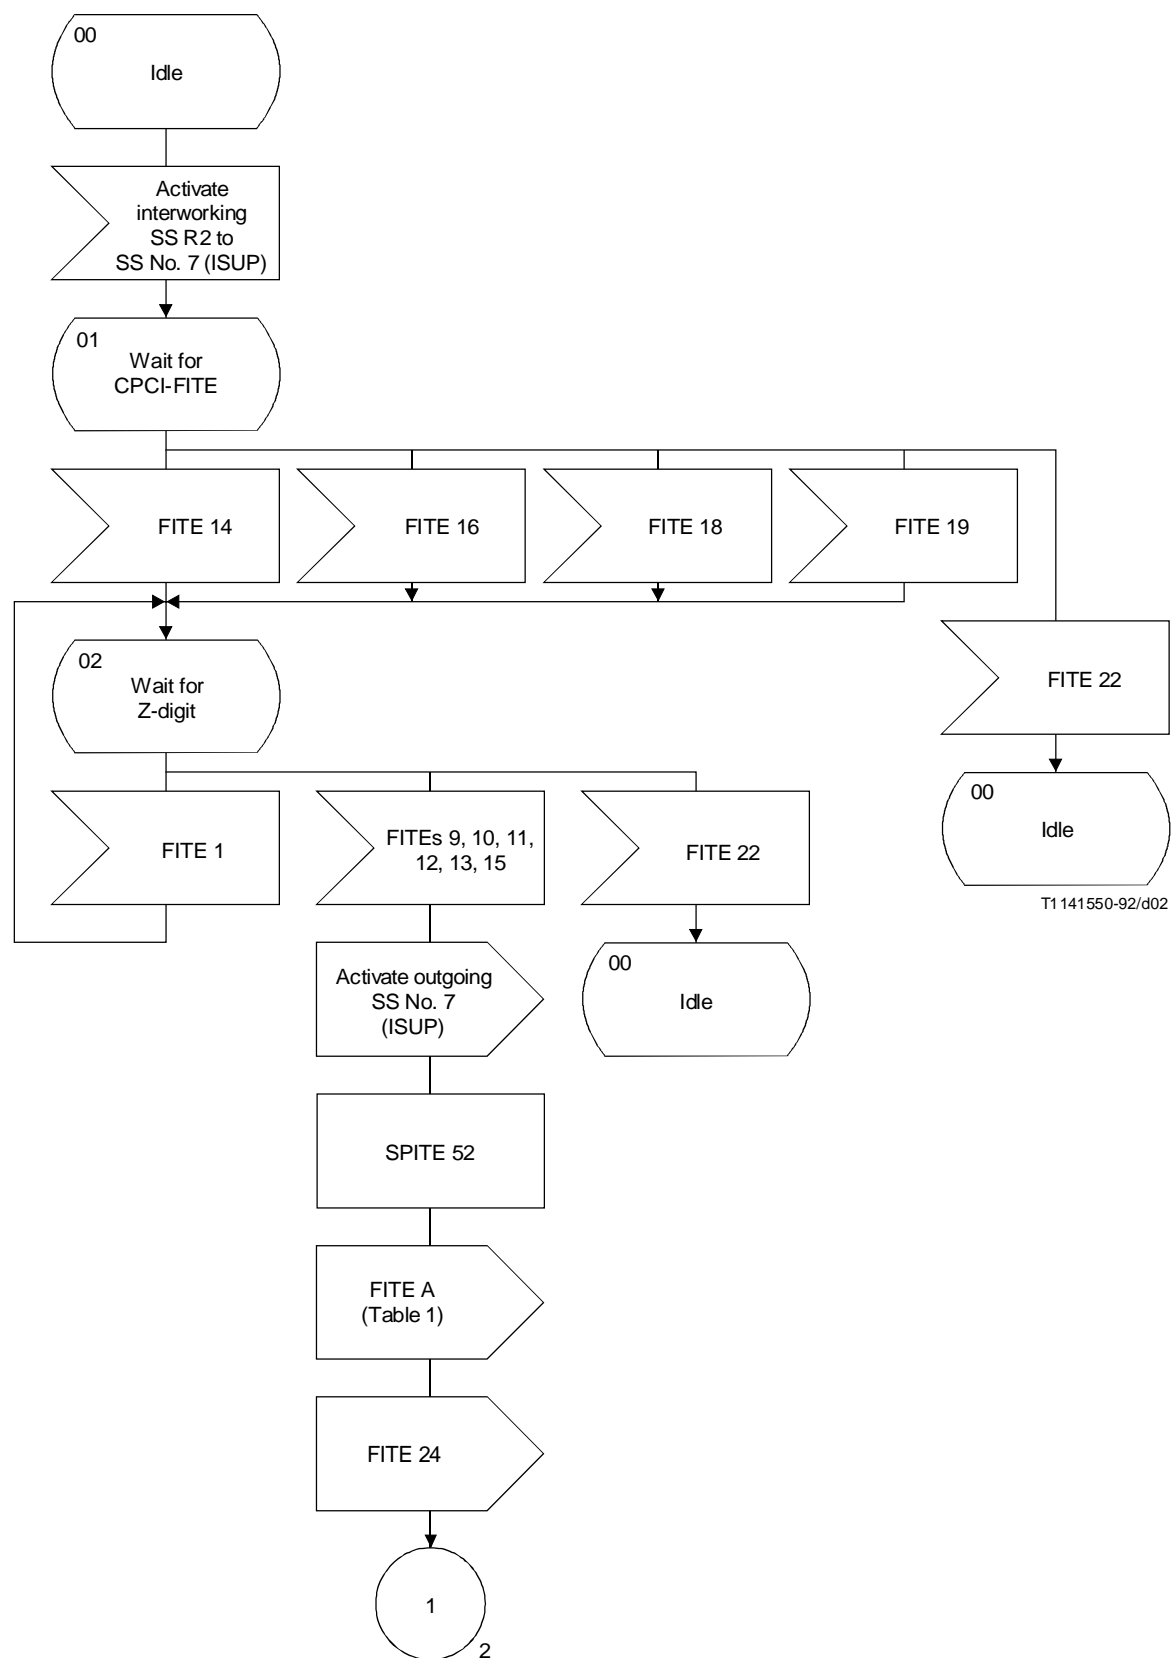 00
Idle
Activate
interworking
SS R2 to
SS No. 7 (ISUP)
01
Wait for
CPCI-FITE
FITE 14
FITE 16
FITE 18
FITE 19
FITE 22
02
Wait for
Z-digit
00
Idle
T1141550-92/d02
FITE 1
FITEs 9, 10, 11,
12, 13, 15
FITE 22
Activate outgoing
SS No. 7
(ISUP)
00
Idle
SPITE 52
FITE A
(Table 1)
FITE 24
1
2